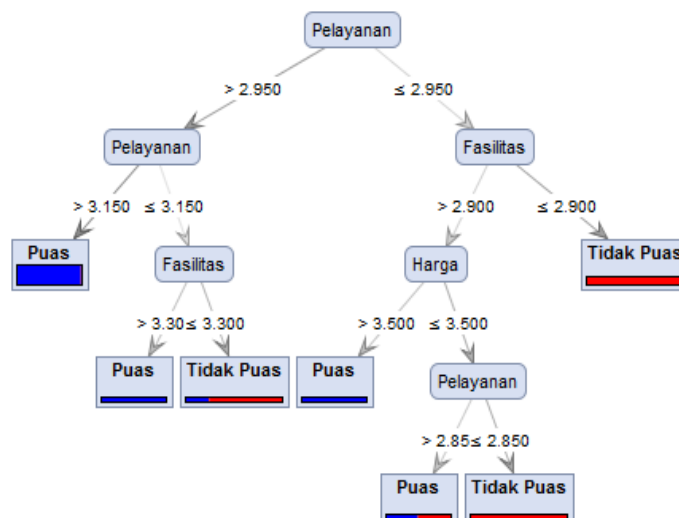 Pelayanan
> 2.950
≤ 2.950
Pelayanan
Fasilitas
> 3.150
≤ 3.150
> 2.900
≤ 2.900
Puas
Fasilitas
Harga
Tidak Puas
> 3.30
≤ 3.300
> 3.500
≤ 3.500
Puas
Tidak Puas
Puas
Pelayanan
> 2.85
≤ 2.850
Puas
Tidak Puas